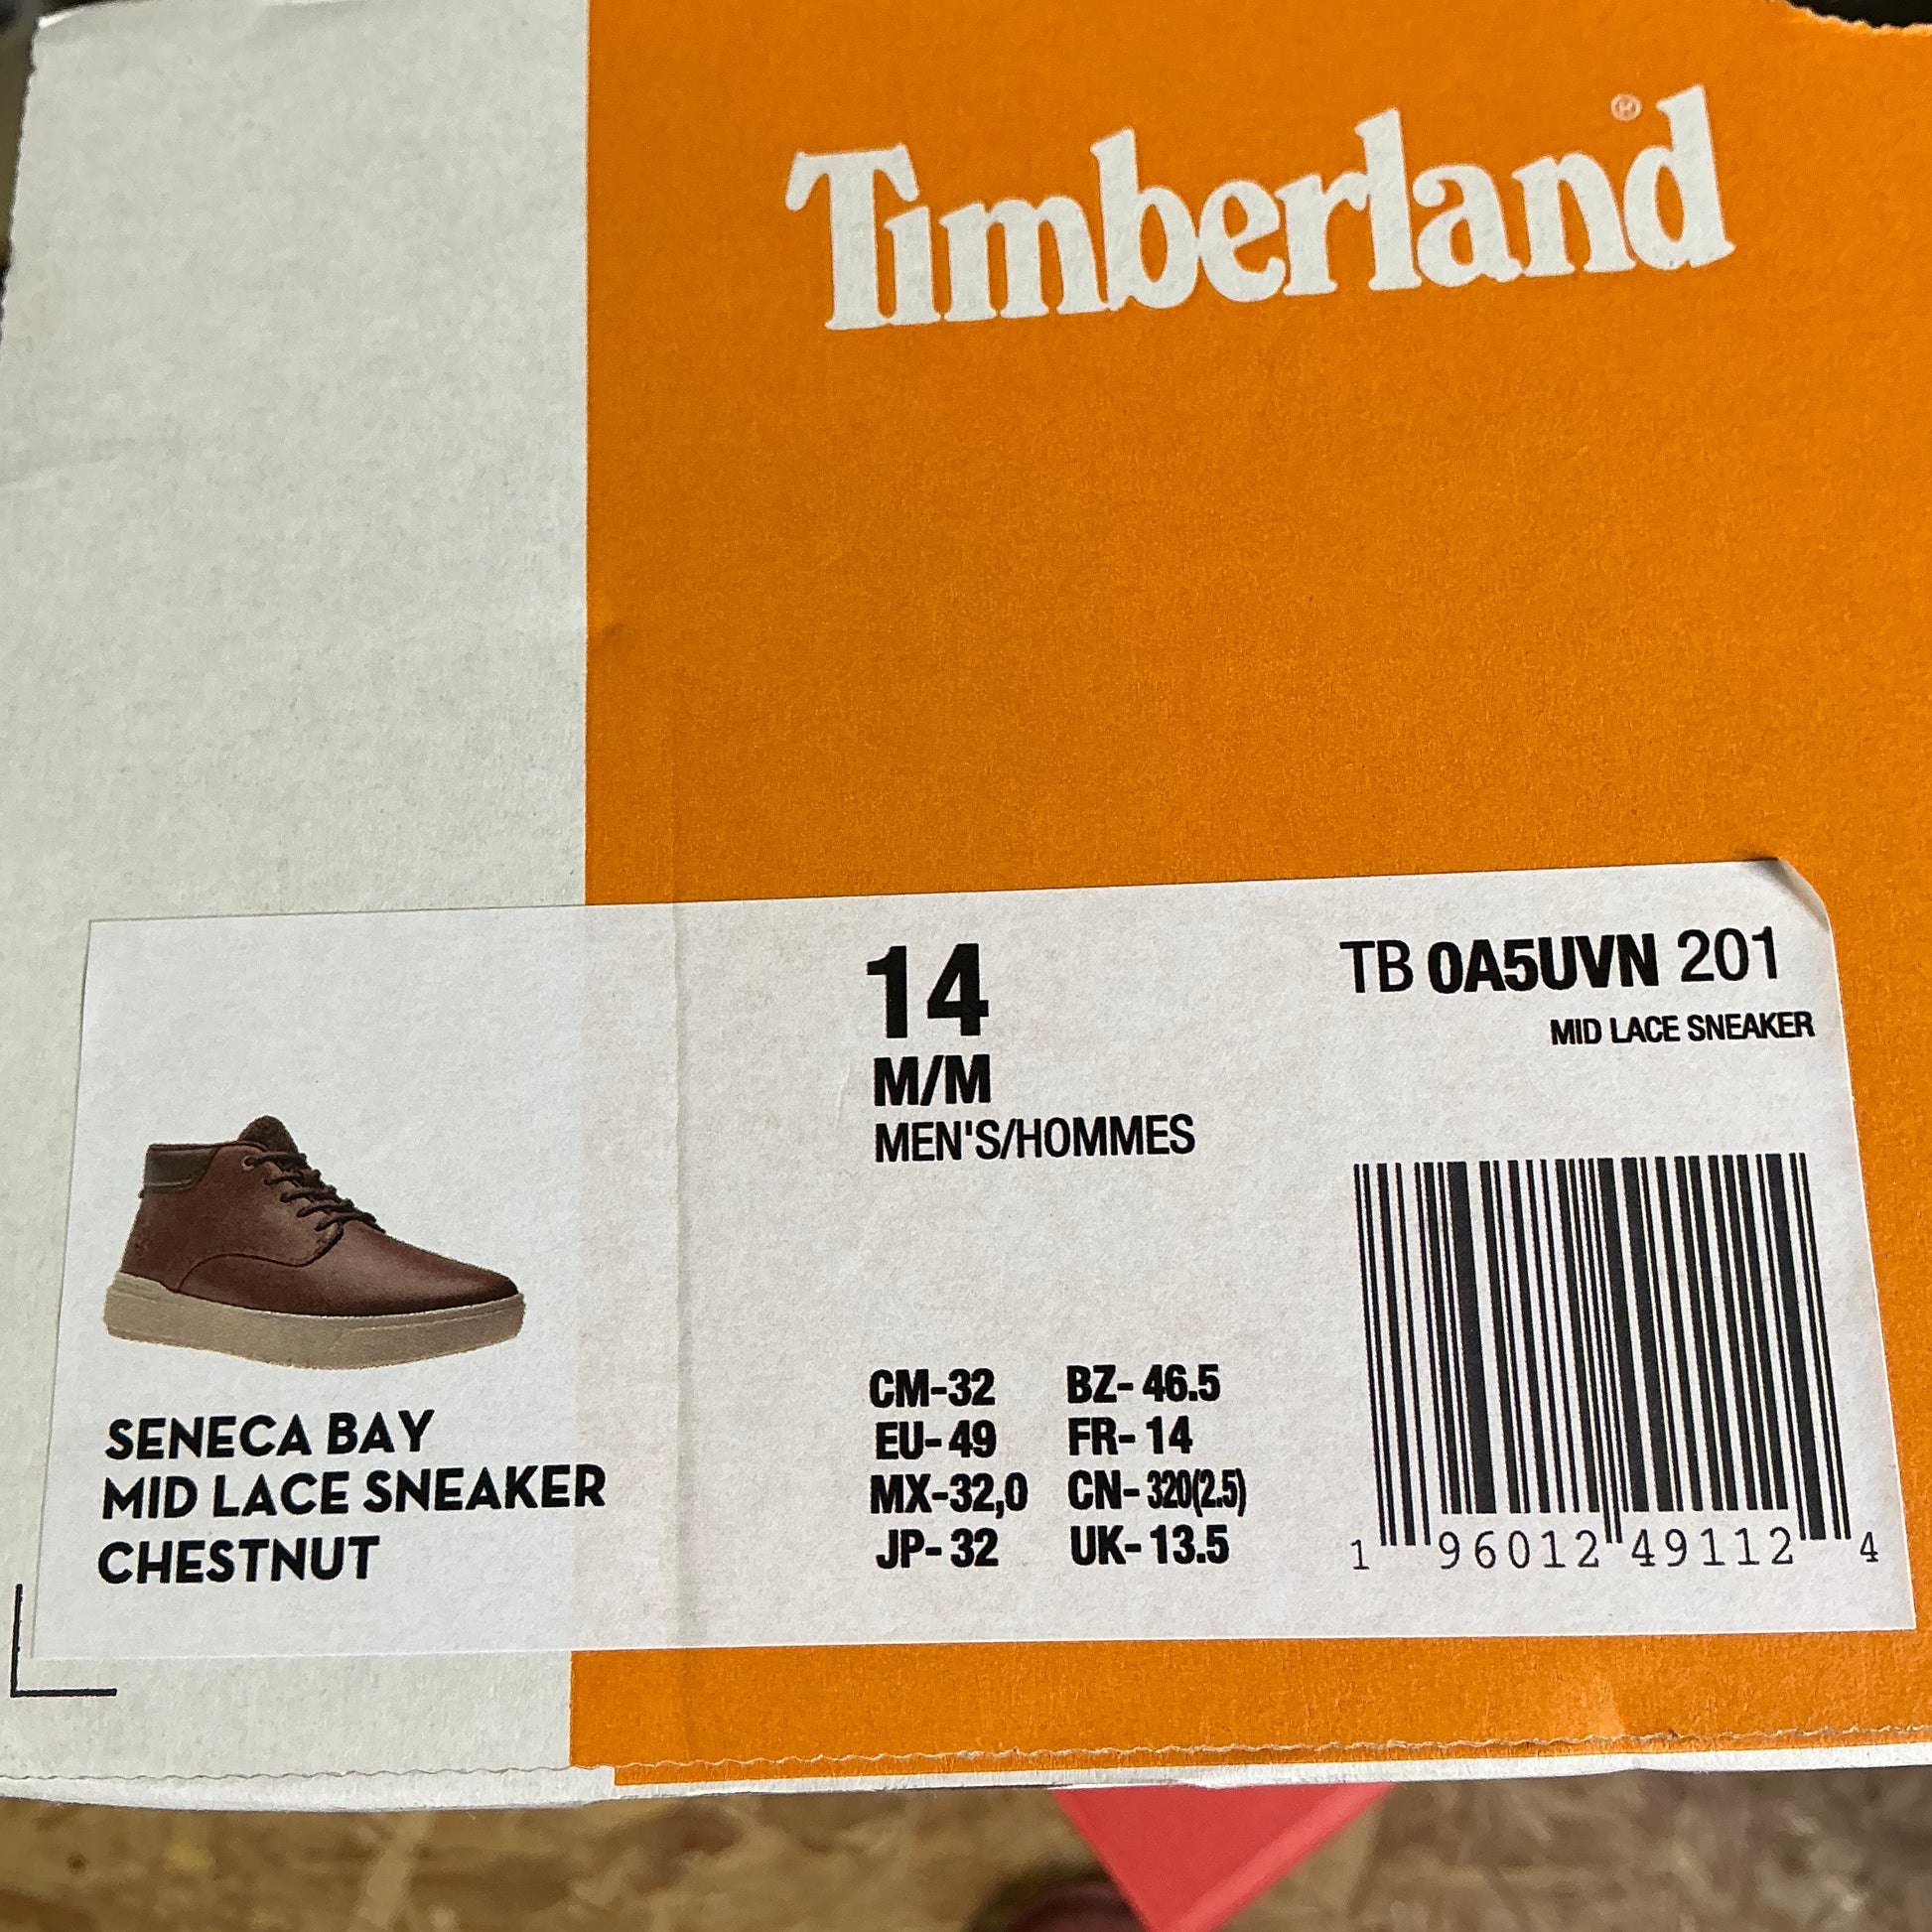 Timberland®
14
M/M
MEN'S/HOMMES
TB 0A5UVN 201
MID LACE SNEAKER
SENECA BAY
MID LACE SNEAKER
CHESTNUT
CM-32 BZ- 46.5
EU- 49 FR- 14
MX-32,0 CN- 320(2.5)
JP- 32 UK- 13.5
1 96012 49112 4